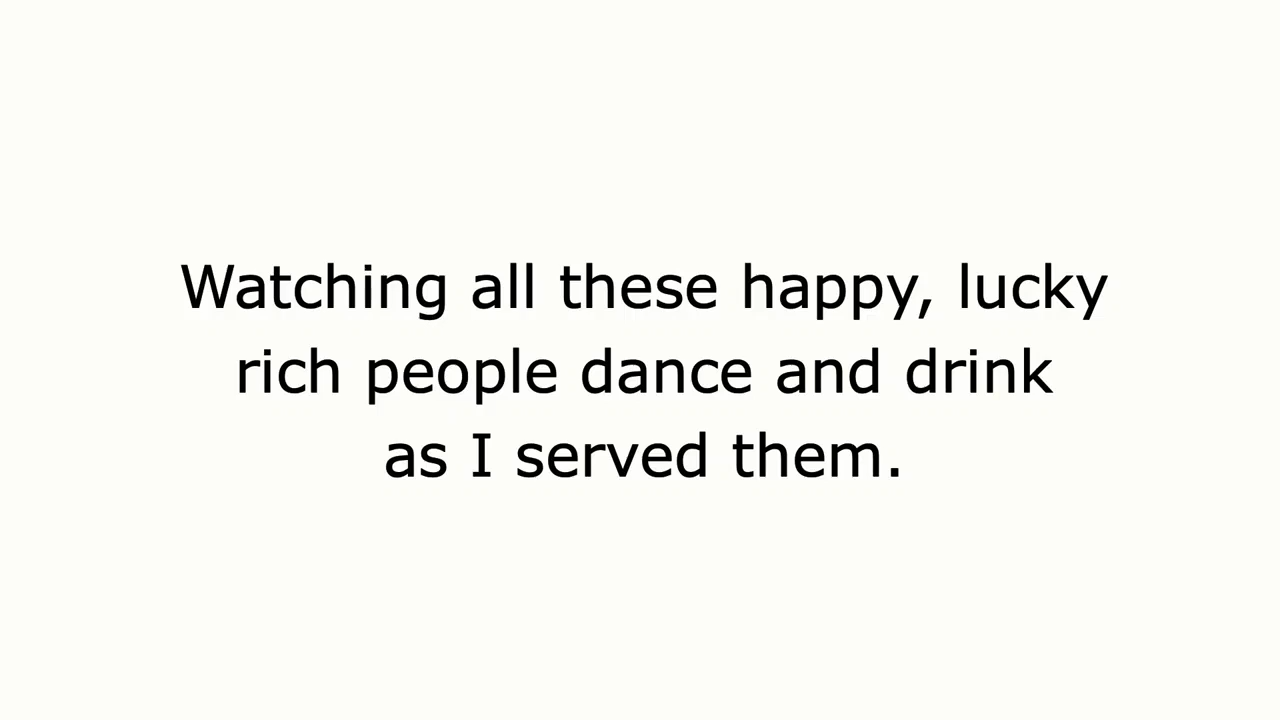 Watching all these happy, lucky
rich people dance and drink
as I served them.